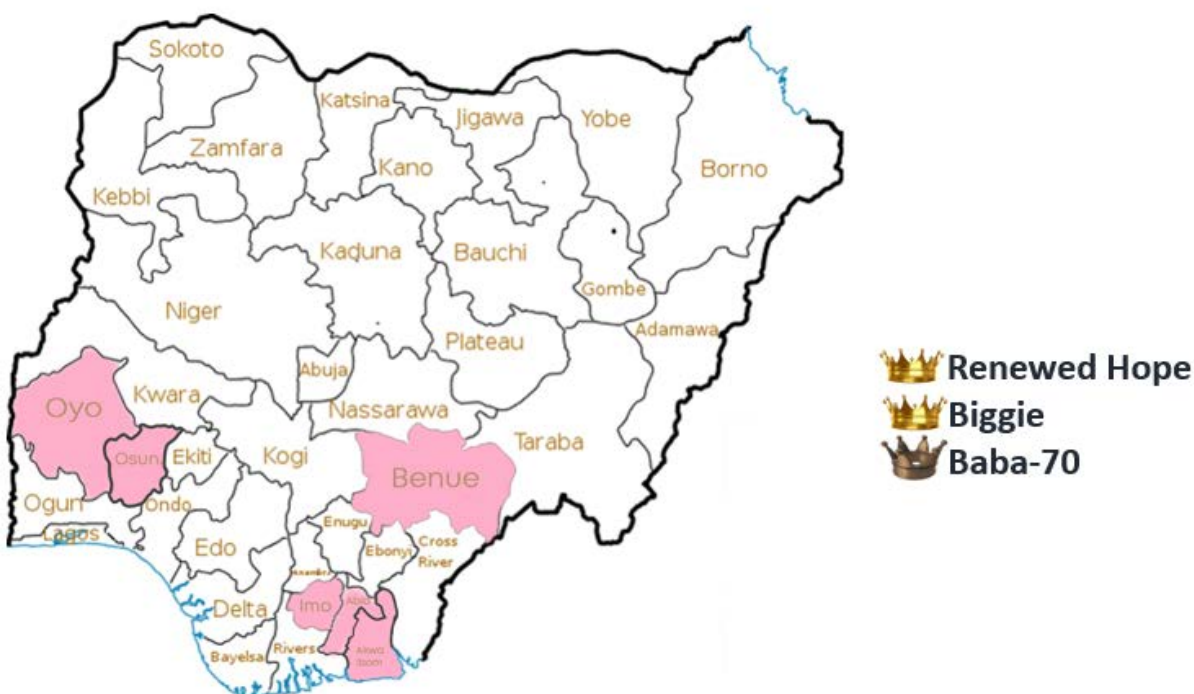 Sokoto
Katsina
Jigawa
Yobe
Zamfara
Kano
Borno
Kebbi
Kaduna
Bauchi
Gombe
Niger
Adamawa
Plateau
Abuja
Renewed Hope
Kwara
Nassarawa
Oyo
Biggie
Taraba
Osun
Ekiti
Kogi
Baba-70
Benue
Ogun
Ondo
Enugu
Lagos
Edo
Ebonyi
Cross
River
Imo
Abia
Delta
Rivers
Bayelsa
Akwa
Ibom